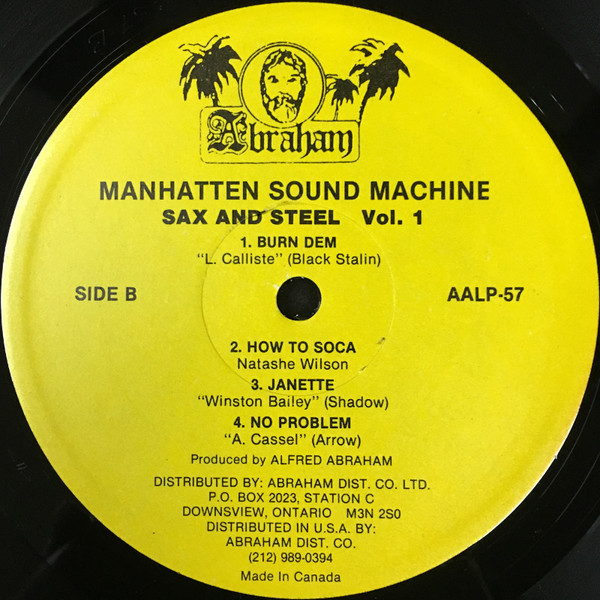 Abraham
MANHATTEN SOUND MACHINE
SAX AND STEEL Vol. 1
1. BURN DEM
"L. Calliste" (Black Stalin)
SIDE B
AALP-57
2. HOW TO SOCA
Natashe Wilson
3. JANETTE
"Winston Bailey" (Shadow)
4. NO PROBLEM
"A. Cassel" (Arrow)
Produced by ALFRED ABRAHAM
DISTRIBUTED BY: ABRAHAM DIST. CO. LTD.
P.O. BOX 2023, STATION C
DOWNSVIEW, ONTARIO M3N 2S0
DISTRIBUTED IN U.S.A. BY:
ABRAHAM DIST. CO.
(212) 989-0394
Made In Canada